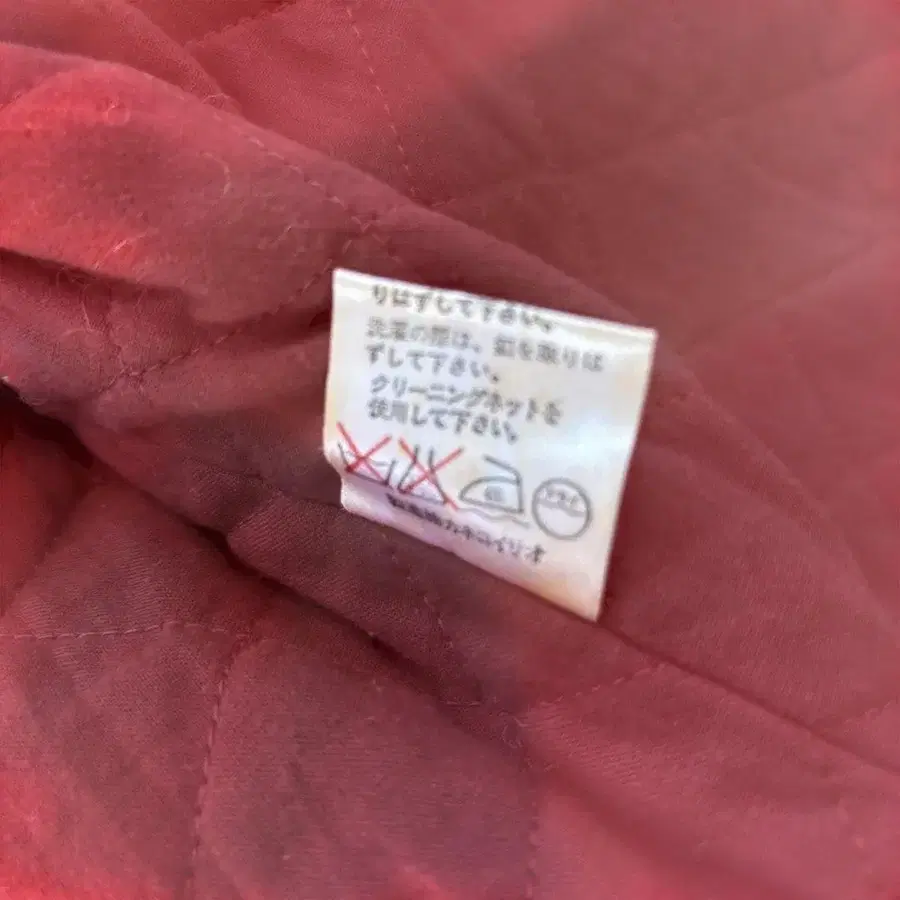 りはずして下さい。
洗濯の際は、釦を取りは
ずして下さい。
クリーニングネットを
使用して下さい。